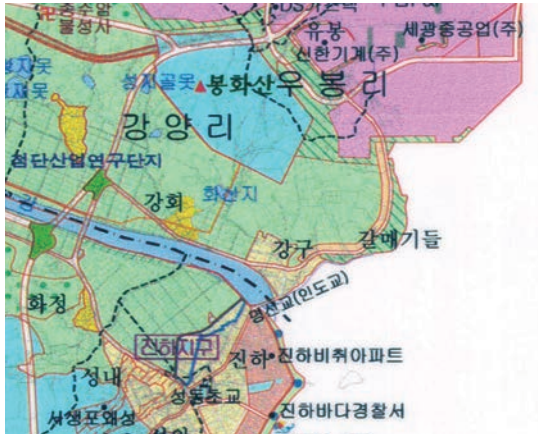 유봉
세광중공업(주)
신한기계(주)
성지골못
봉화산
우봉리
강양리
첨단산업연구단지
강회
화산지
강구
갈매기들
강
명선교(인도교)
화정
진하지구
진하
진하비취아파트
성내
성동초교
서생포왜성
진하바다경찰서